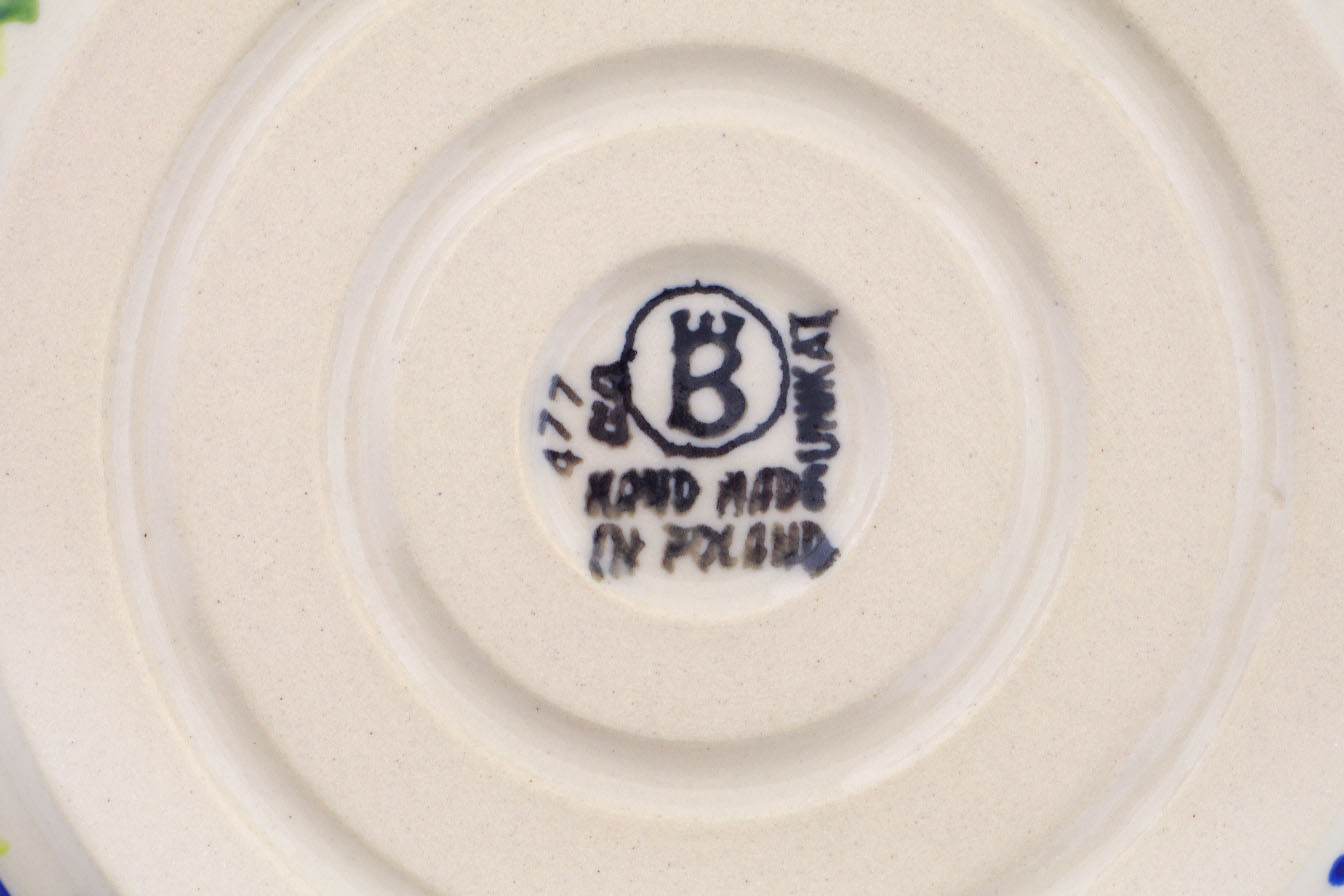 B
477
HAND MADE
IN POLAND
UNIKAT